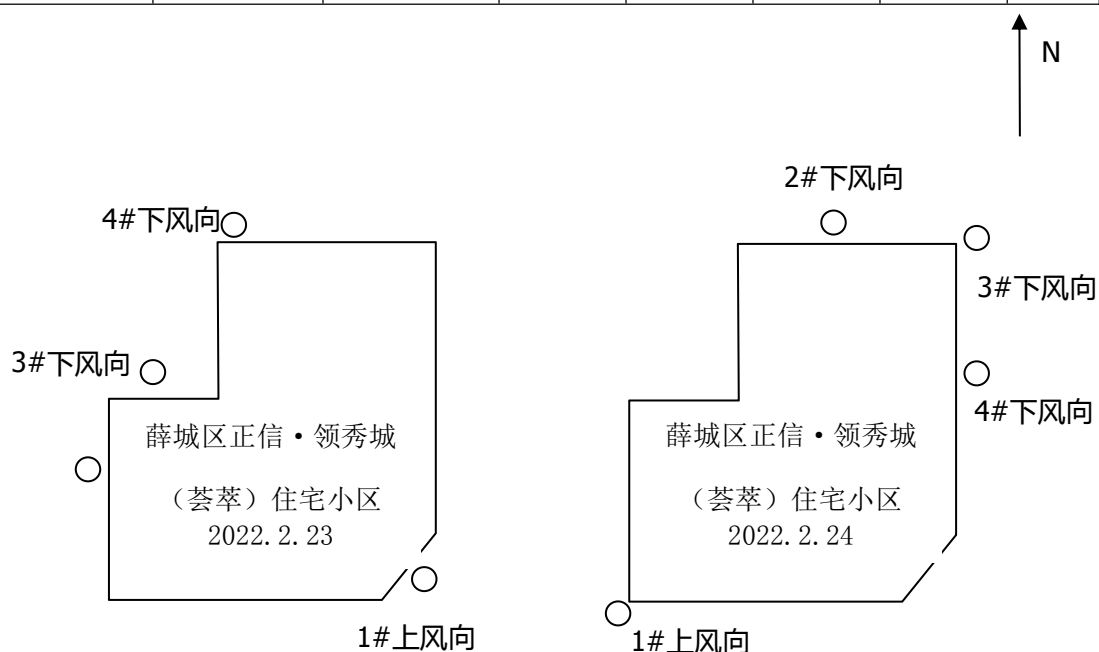 N
4#下风向
3#下风向
薛城区正信·领秀城
（荟萃）住宅小区
2022.2.23
1#上风向
2#下风向
3#下风向
4#下风向
薛城区正信·领秀城
（荟萃）住宅小区
2022.2.24
1#上风向